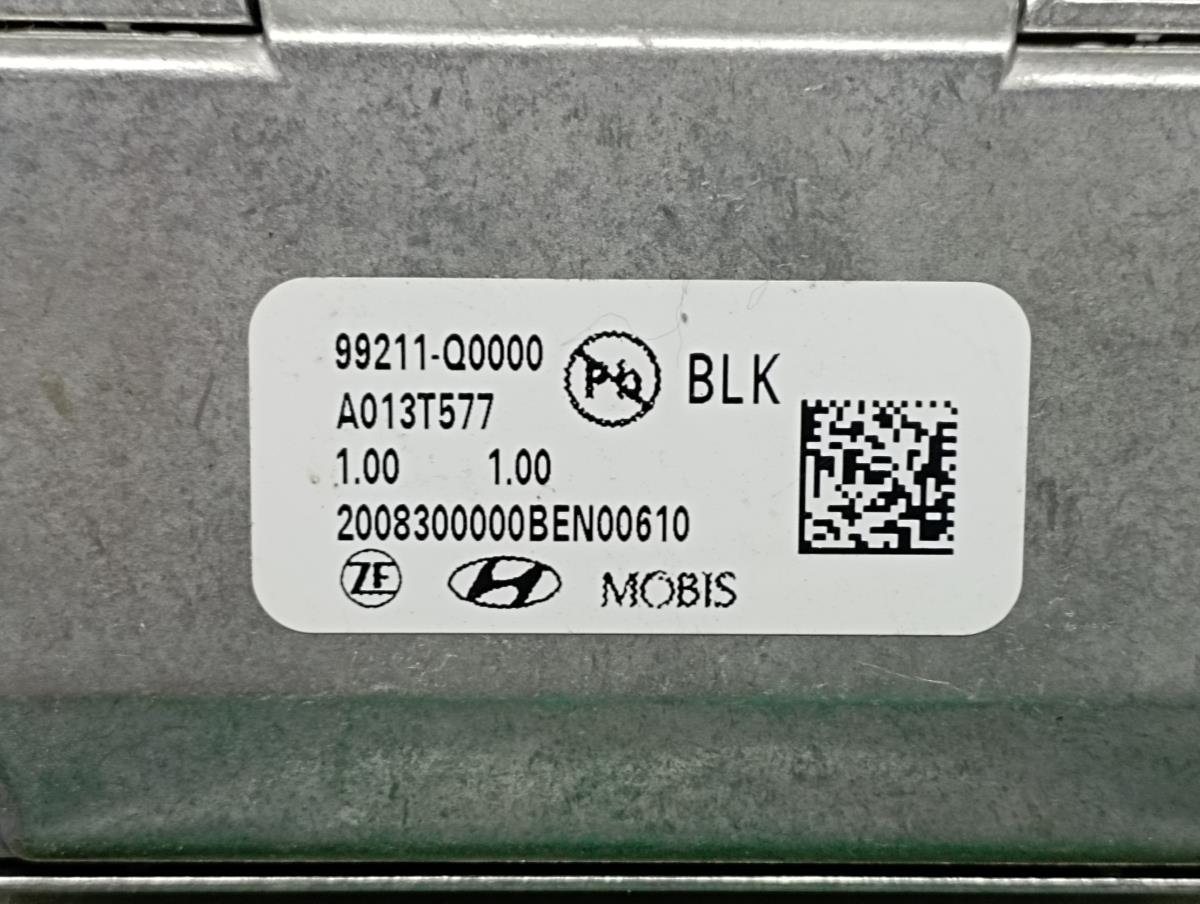 99211-Q0000
Pb BLK
A013T577
1.00 1.00
2008300000BEN00610
ZF H MOBIS